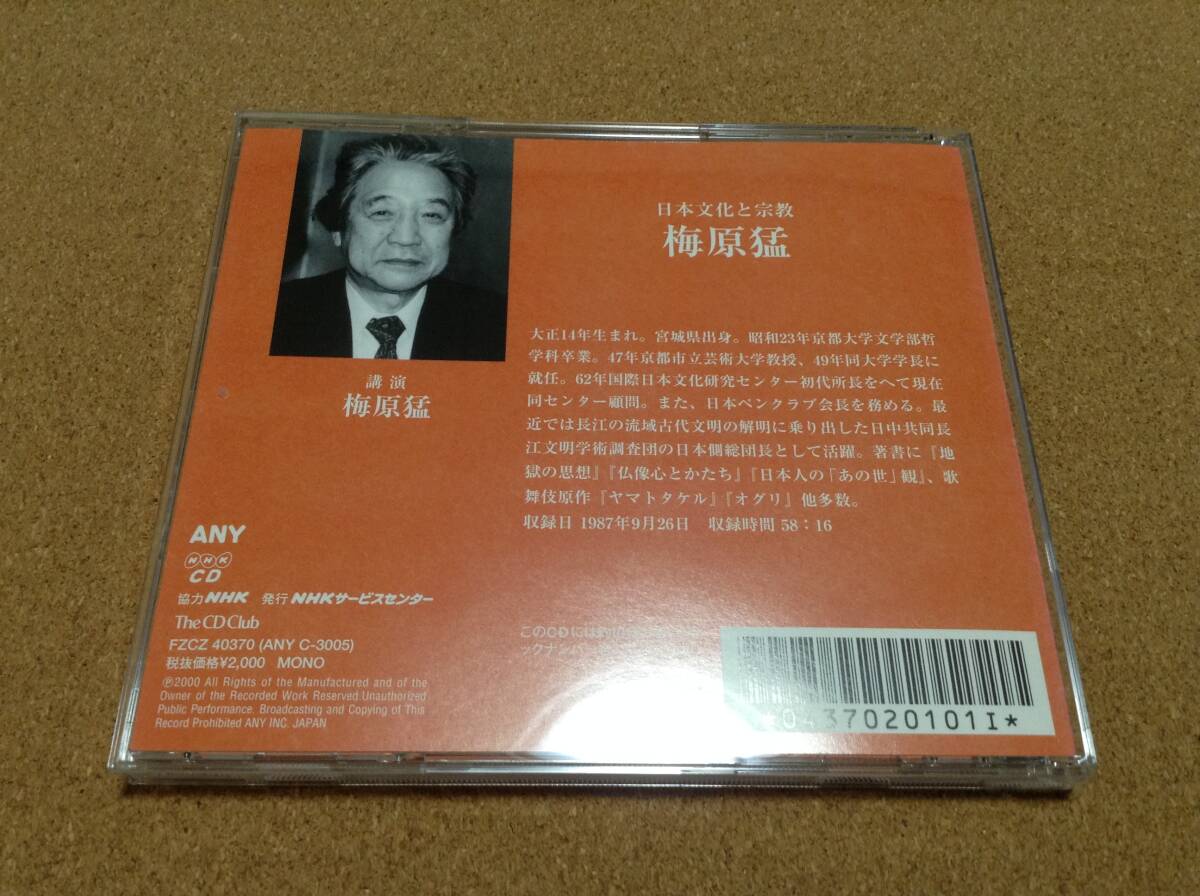 日本文化と宗教
梅原猛
大正14年生まれ。宮城県出身。昭和23年京都大学文学部哲
学科卒業。47年京都市立芸術大学教授、49年同大学学長に
就任。62年国際日本文化研究センター初代所長をへて現在
同センター顧問。また、日本ペンクラブ会長を務める。最
近では長江の流域古代文明の解明に乗り出した日中共同長
江文明学術調査団の日本側総団長として活躍。著書に『地
獄の思想』『仏像心とかたち』『日本人の「あの世」観』、歌
舞伎原作『ヤマトタケル』『オグリ』他多数。
収録日 1987年9月26日 収録時間 58:16
講演
梅原猛
ANY
NHK
CD
協力NHK 発行NHKサービスセンター
The CD Club
FZCZ 40370 (ANY C-3005)
税抜価格¥2,000 MONO
℗2000 All Rights of the Manufactured and of the
Owner of the Recorded Work Reserved.Unauthorized
Public Performance. Broadcasting and Copying of This
Record Prohibited ANY INC. JAPAN
このCDには
ックナン
37020101I*